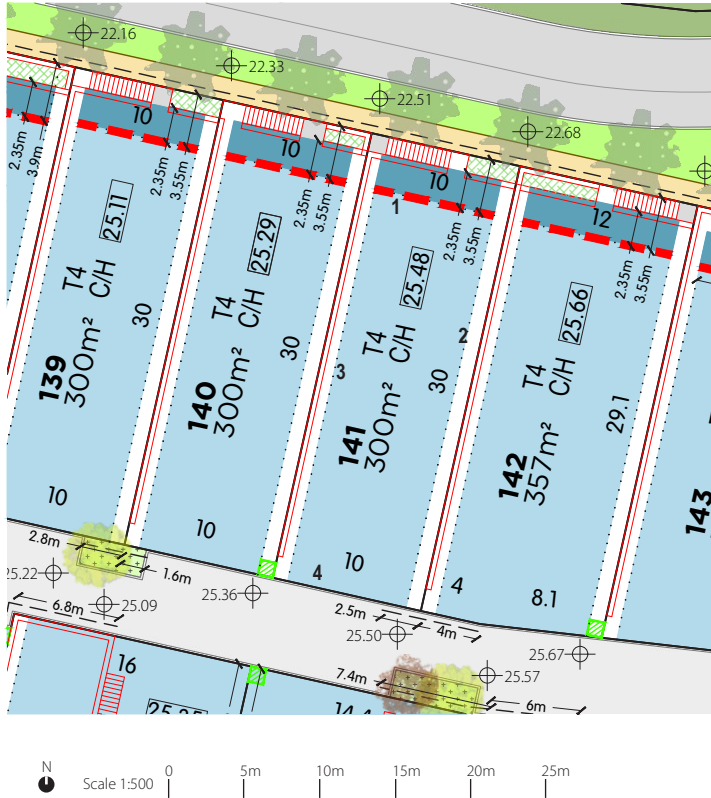 22.16
22.33
22.51
22.68
10
2.35m
3.9m
10
2.35m
3.55m
10
2.35m
3.55m
12
2.35m
3.55m
2.35m
3.55m
1
2
3
4
25.11
T4
C/H
30
139
300m²
10
25.29
T4
C/H
30
140
300m²
10
25.48
T4
C/H
30
141
300m²
10
25.66
T4
C/H
29.1
142
357m²
4
8.1
143
2.8m
1.6m
25.22
6.8m
25.09
25.36
2.5m
4m
25.50
25.67
7.4m
25.57
6m
16
N
Scale 1:500
0
5m
10m
15m
20m
25m